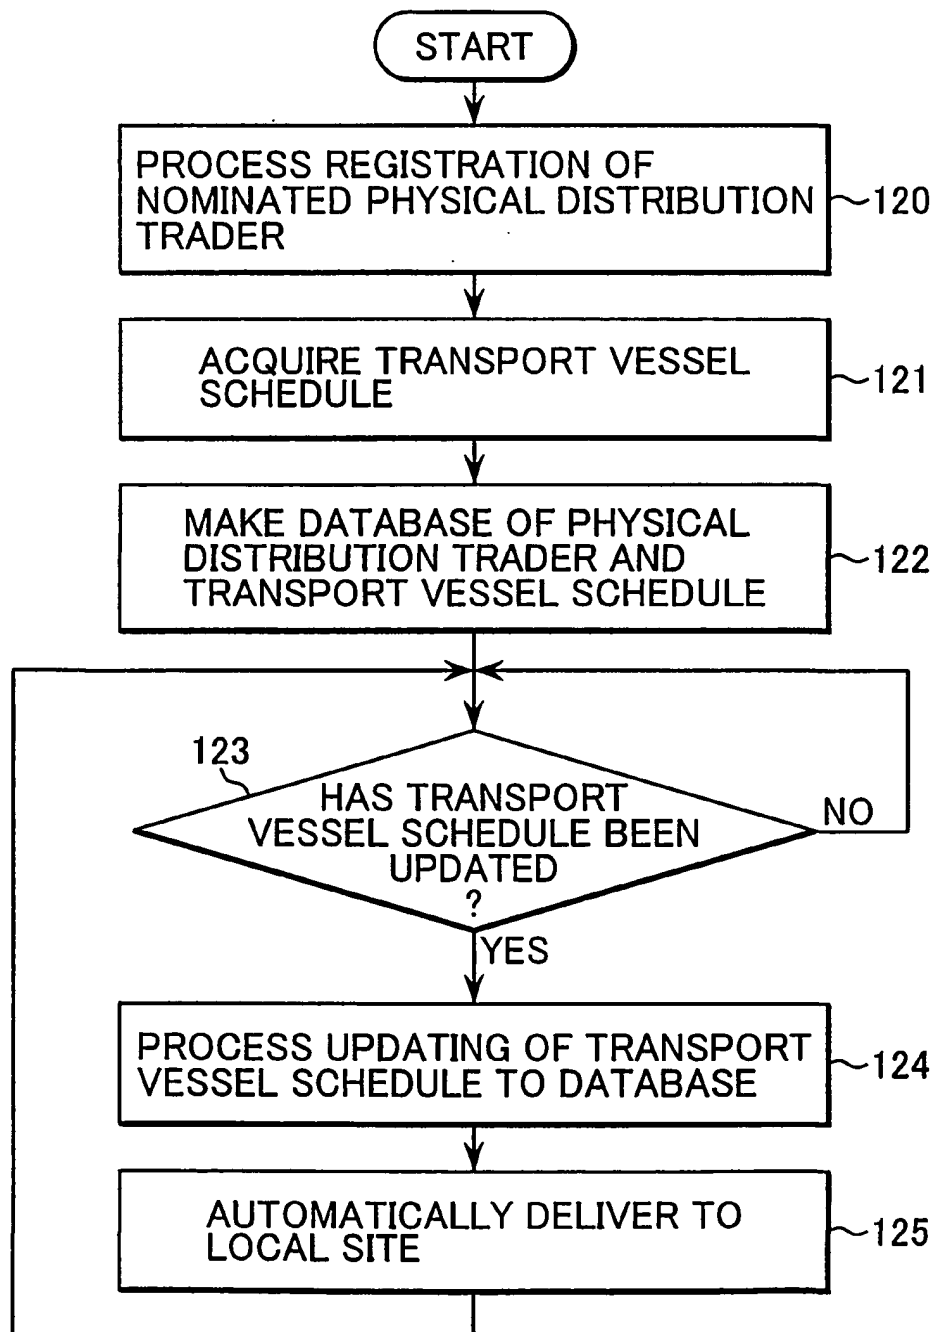 START
PROCESS REGISTRATION OF
NOMINATED PHYSICAL DISTRIBUTION
TRADER
120
ACQUIRE TRANSPORT VESSEL
SCHEDULE
121
MAKE DATABASE OF PHYSICAL
DISTRIBUTION TRADER AND
TRANSPORT VESSEL SCHEDULE
122
123
HAS TRANSPORT
VESSEL SCHEDULE BEEN
UPDATED
?
NO
YES
PROCESS UPDATING OF TRANSPORT
VESSEL SCHEDULE TO DATABASE
124
AUTOMATICALLY DELIVER TO
LOCAL SITE
125